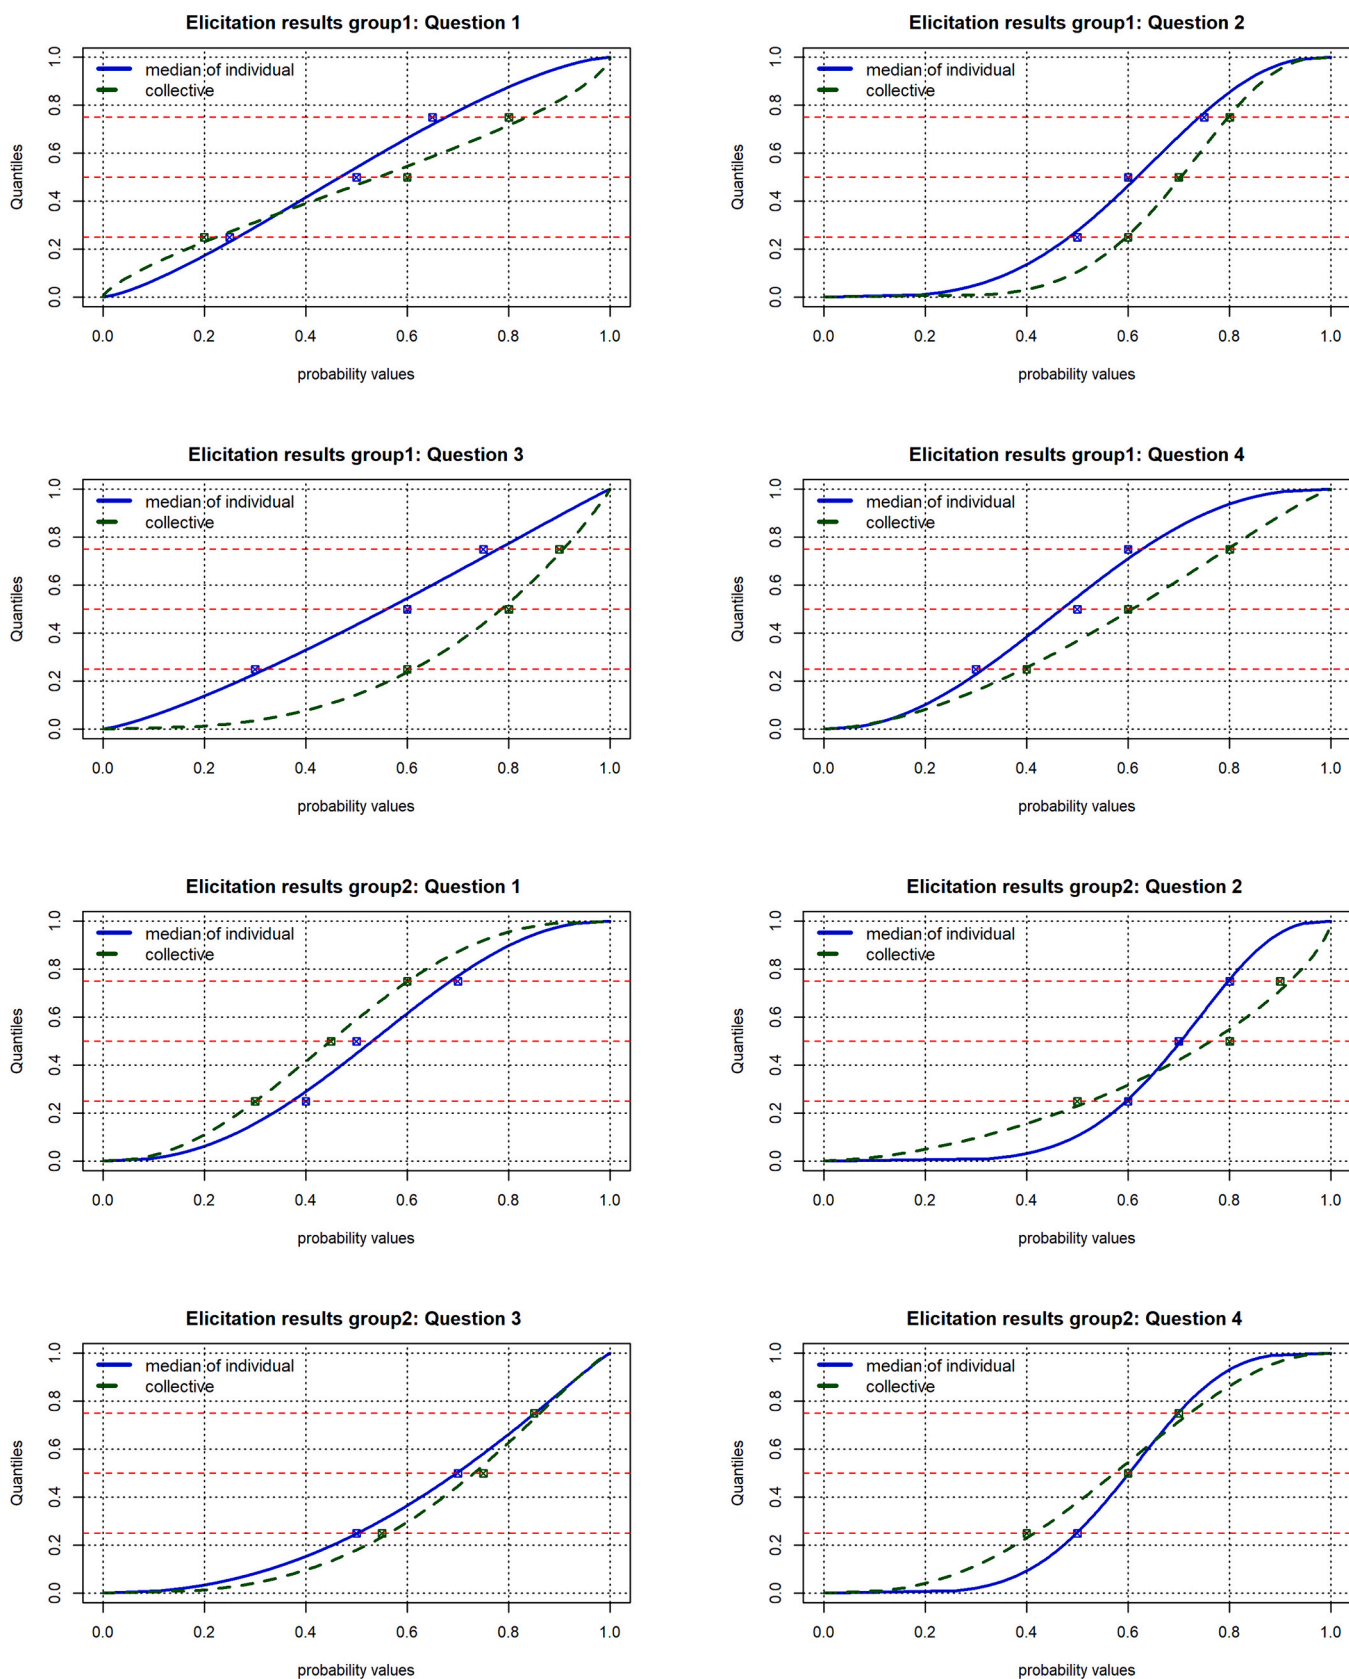 Elicitation results group1: Question 1
1.0
0.8
0.6
0.4
0.2
0.0
Quantiles
median of individual
collective
0.0 0.2 0.4 0.6 0.8 1.0
probability values
Elicitation results group1: Question 2
1.0
0.8
0.6
0.4
0.2
0.0
Quantiles
median of individual
collective
0.0 0.2 0.4 0.6 0.8 1.0
probability values
Elicitation results group1: Question 3
1.0
0.8
0.6
0.4
0.2
0.0
Quantiles
median of individual
collective
0.0 0.2 0.4 0.6 0.8 1.0
probability values
Elicitation results group1: Question 4
1.0
0.8
0.6
0.4
0.2
0.0
Quantiles
median of individual
collective
0.0 0.2 0.4 0.6 0.8 1.0
probability values
Elicitation results group2: Question 1
1.0
0.8
0.6
0.4
0.2
0.0
Quantiles
median of individual
collective
0.0 0.2 0.4 0.6 0.8 1.0
probability values
Elicitation results group2: Question 2
1.0
0.8
0.6
0.4
0.2
0.0
Quantiles
median of individual
collective
0.0 0.2 0.4 0.6 0.8 1.0
probability values
Elicitation results group2: Question 3
1.0
0.8
0.6
0.4
0.2
0.0
Quantiles
median of individual
collective
0.0 0.2 0.4 0.6 0.8 1.0
probability values
Elicitation results group2: Question 4
1.0
0.8
0.6
0.4
0.2
0.0
Quantiles
median of individual
collective
0.0 0.2 0.4 0.6 0.8 1.0
probability values